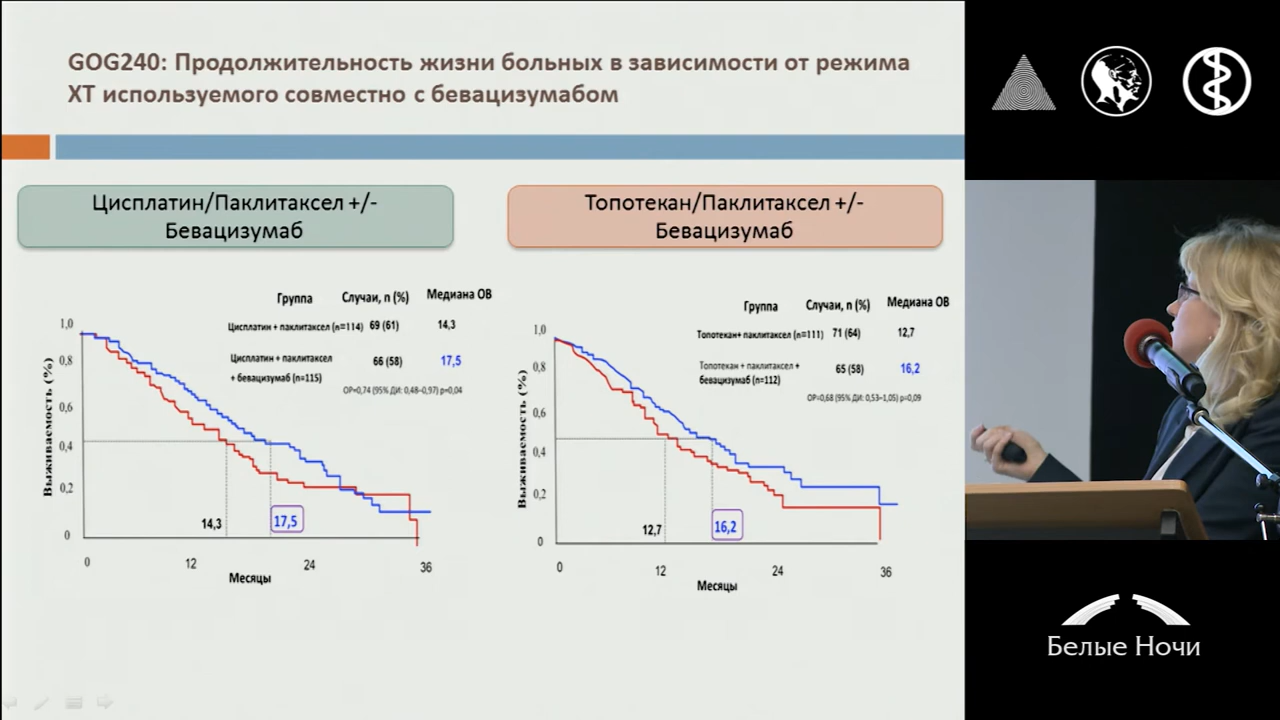 GOG240: Продолжительность жизни больных в зависимости от режима
ХТ используемого совместно с бевацизумабом
Цисплатин/Паклитаксел +/-
Бевацизумаб
Топотекан/Паклитаксел +/-
Бевацизумаб
Группа Случаи, n (%) Медиана ОВ
Цисплатин + паклитаксел (n=114) 69 (61) 14,3
Цисплатин + паклитаксел
+ бевацизумаб (n=115) 66 (58) 17,5
ОР=0,74 (95% ДИ: 0,48–0,97) p=0,04
Выживаемость (%)
1,0
0,8
0,6
0,4
0,2
0
14,3
17,5
0 12 24 36
Месяцы
Группа Случаи, n (%) Медиана ОВ
Топотекан+ паклитаксел (n=111) 71 (64) 12,7
Топотекан + паклитаксел +
бевацизумаб (n=112) 65 (58) 16,2
ОР=0,68 (95% ДИ: 0,53–1,05) p=0,09
Выживаемость (%)
1,0
0,8
0,6
0,4
0,2
0
12,7
16,2
0 12 24 36
Месяцы
Белые Ночи